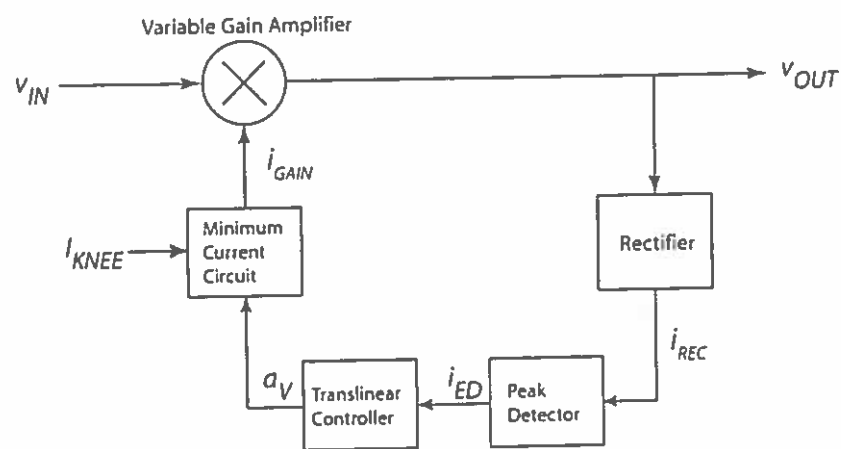 Variable Gain Amplifier
v_IN
v_OUT
i_GAIN
I_KNEE
Minimum
Current
Circuit
Rectifier
i_REC
a_V
Translinear
Controller
i_ED
Peak
Detector